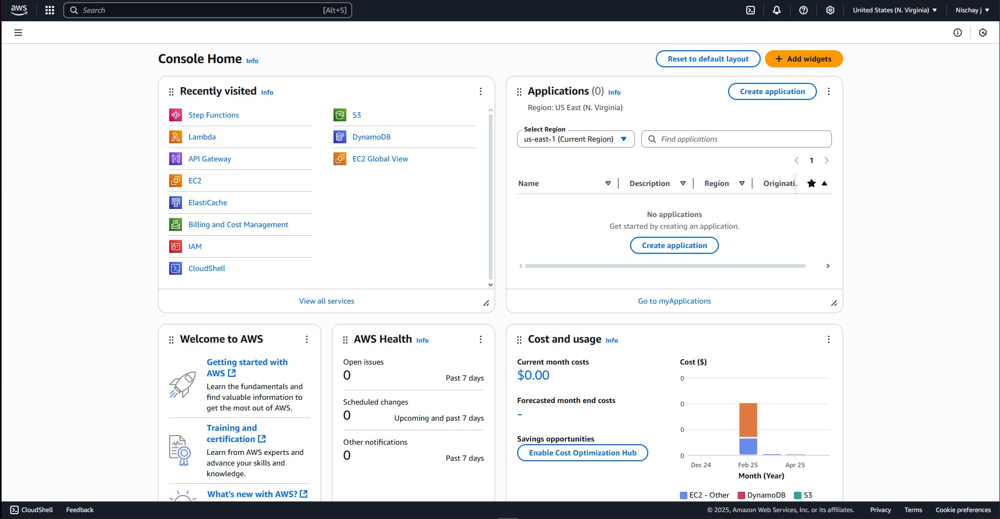 aws
Search [Alt+S]
United States (N. Virginia)
Nischay j
Console Home Info
Reset to default layout
Add widgets
Recently visited Info
Step Functions
Lambda
API Gateway
EC2
ElastiCache
Billing and Cost Management
IAM
CloudShell
S3
DynamoDB
EC2 Global View
View all services
Applications (0) Info
Create application
Region: US East (N. Virginia)
Select Region
us-east-1 (Current Region)
Find applications
1
Name Description Region Originati.
No applications
Get started by creating an application.
Create application
Go to myApplications
Welcome to AWS
Getting started with
AWS
Learn the fundamentals and
find valuable information to
get the most out of AWS.
Training and
certification
Learn from AWS experts and
advance your skills and
knowledge.
What's new with AWS?
AWS Health Info
Open issues
0
Past 7 days
Scheduled changes
0
Upcoming and past 7 days
Other notifications
0
Past 7 days
Cost and usage Info
Current month costs
$0.00
Forecasted month end costs
-
Savings opportunities
Enable Cost Optimization Hub
Cost ($)
0
0
0
0
Dec 24 Feb 25 Apr 25
Month (Year)
EC2 - Other DynamoDB S3
CloudShell Feedback
© 2025, Amazon Web Services, Inc. or its affiliates. Privacy Terms Cookie preferences